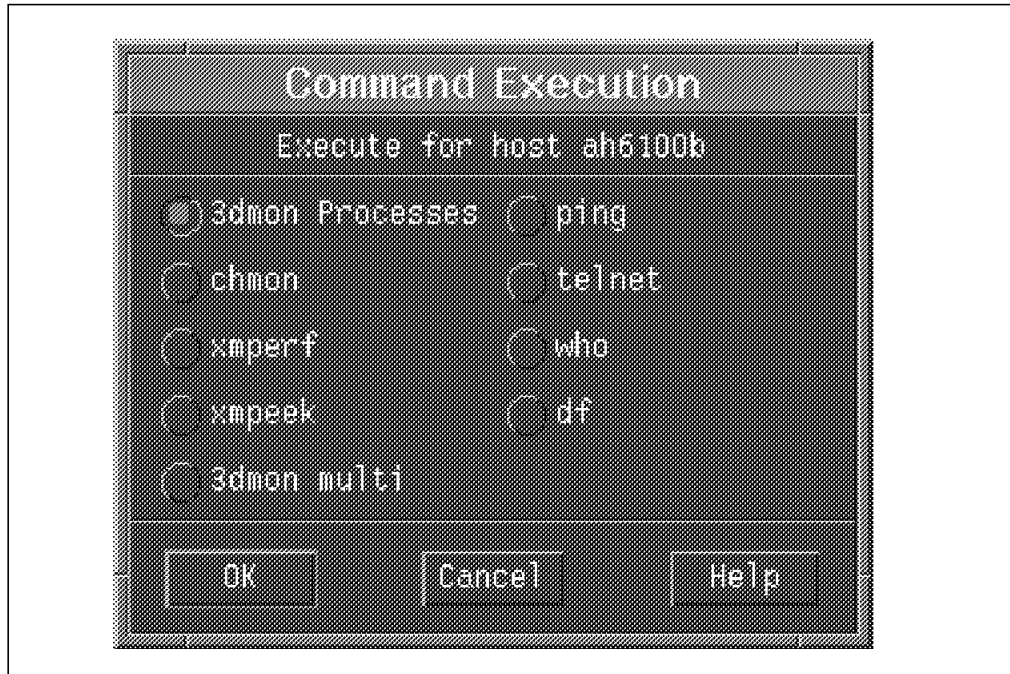 Command Execution
Execute for host ah6100b
3dmon Processes ping
chmon telnet
xmperf who
xmpeek df
3dmon multi
OK Cancel Help